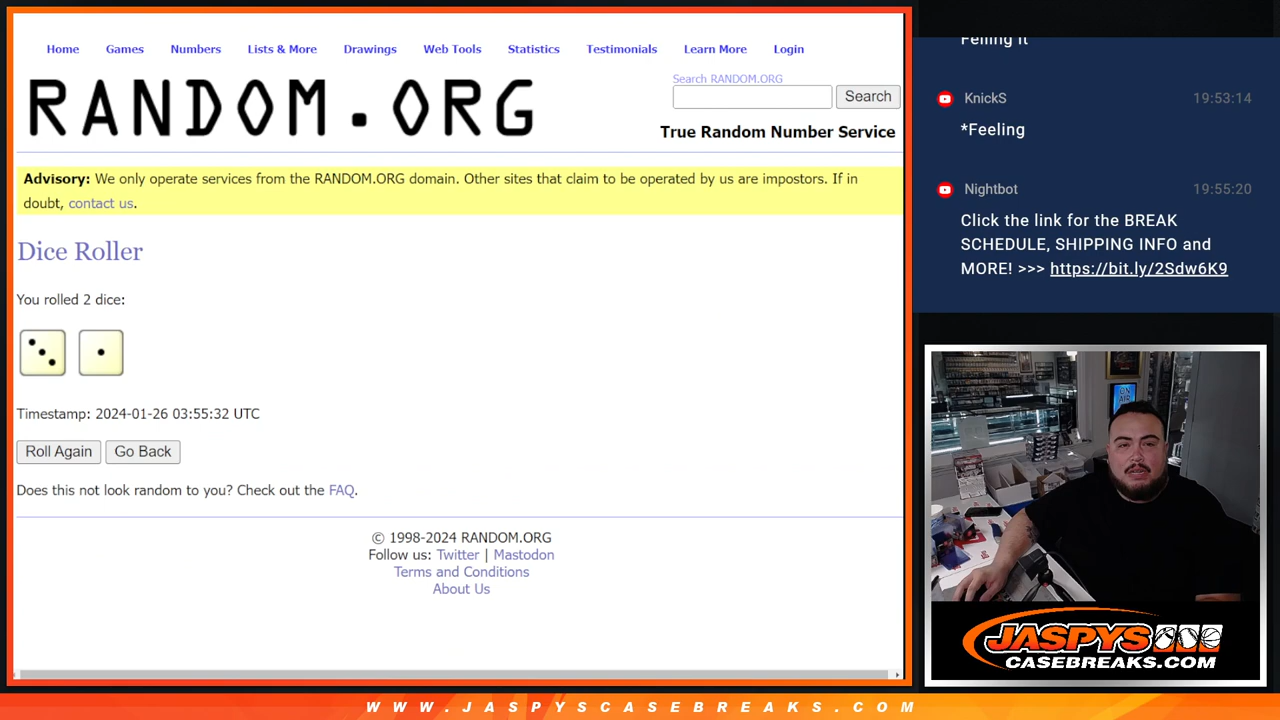 Home Games Numbers Lists & More Drawings Web Tools Statistics Testimonials Learn More Login
RANDOM.ORG
Search RANDOM.ORG
Search
True Random Number Service
Advisory: We only operate services from the RANDOM.ORG domain. Other sites that claim to be operated by us are impostors. If in
doubt, contact us.
Dice Roller
You rolled 2 dice:
Timestamp: 2024-01-26 03:55:32 UTC
Roll Again Go Back
Does this not look random to you? Check out the FAQ.
© 1998-2024 RANDOM.ORG
Follow us: Twitter | Mastodon
Terms and Conditions
About Us
Felling it
KnickS 19:53:14
*Feeling
Nightbot 19:55:20
Click the link for the BREAK
SCHEDULE, SHIPPING INFO and
MORE! >>> https://bit.ly/2Sdw6K9
ON
AIR
JASPYS
CASEBREAKS.COM
WWW.JASPYSCASEBREAKS.COM